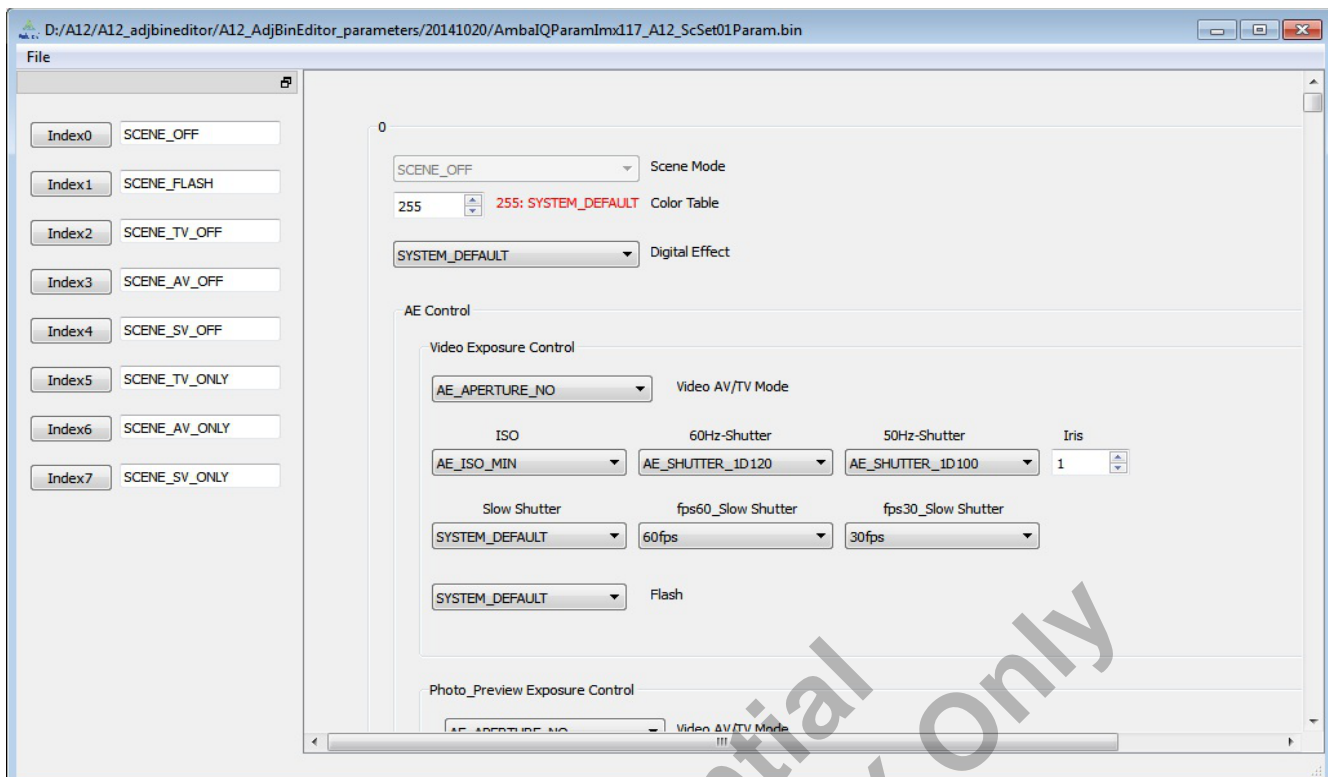 D:/A12/A12_adjbineditor/A12_AdjBinEditor_parameters/20141020/AmbaIQParamImx117_A12_ScSet01Param.bin
File
Index0 SCENE_OFF
Index1 SCENE_FLASH
Index2 SCENE_TV_OFF
Index3 SCENE_AV_OFF
Index4 SCENE_SV_OFF
Index5 SCENE_TV_ONLY
Index6 SCENE_AV_ONLY
Index7 SCENE_SV_ONLY
0
SCENE_OFF Scene Mode
255 255: SYSTEM_DEFAULT Color Table
SYSTEM_DEFAULT Digital Effect
AE Control
Video Exposure Control
AE_APERTURE_NO Video AV/TV Mode
ISO 60Hz-Shutter 50Hz-Shutter Iris
AE_ISO_MIN AE_SHUTTER_1D120 AE_SHUTTER_1D100 1
Slow Shutter fps60_Slow Shutter fps30_Slow Shutter
SYSTEM_DEFAULT 60fps 30fps
SYSTEM_DEFAULT Flash
Photo_Preview Exposure Control
AE_APERTURE_NO Video AV/TV Mode
Only